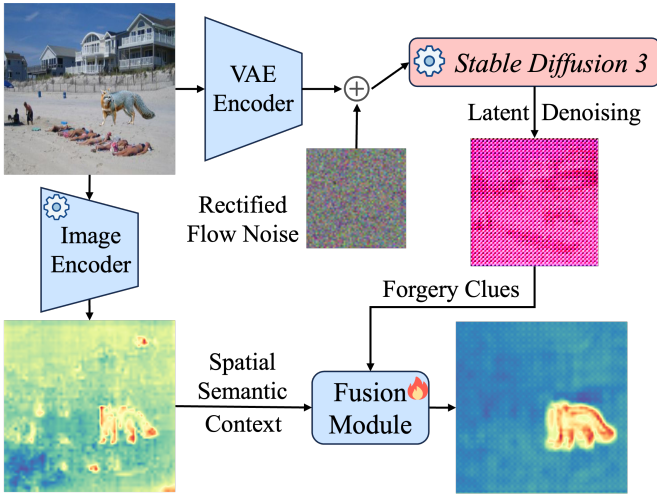 VAE
Encoder
Stable Diffusion 3
Latent Denoising
Rectified
Flow Noise
Image
Encoder
Forgery Clues
Spatial
Semantic
Context
Fusion
Module